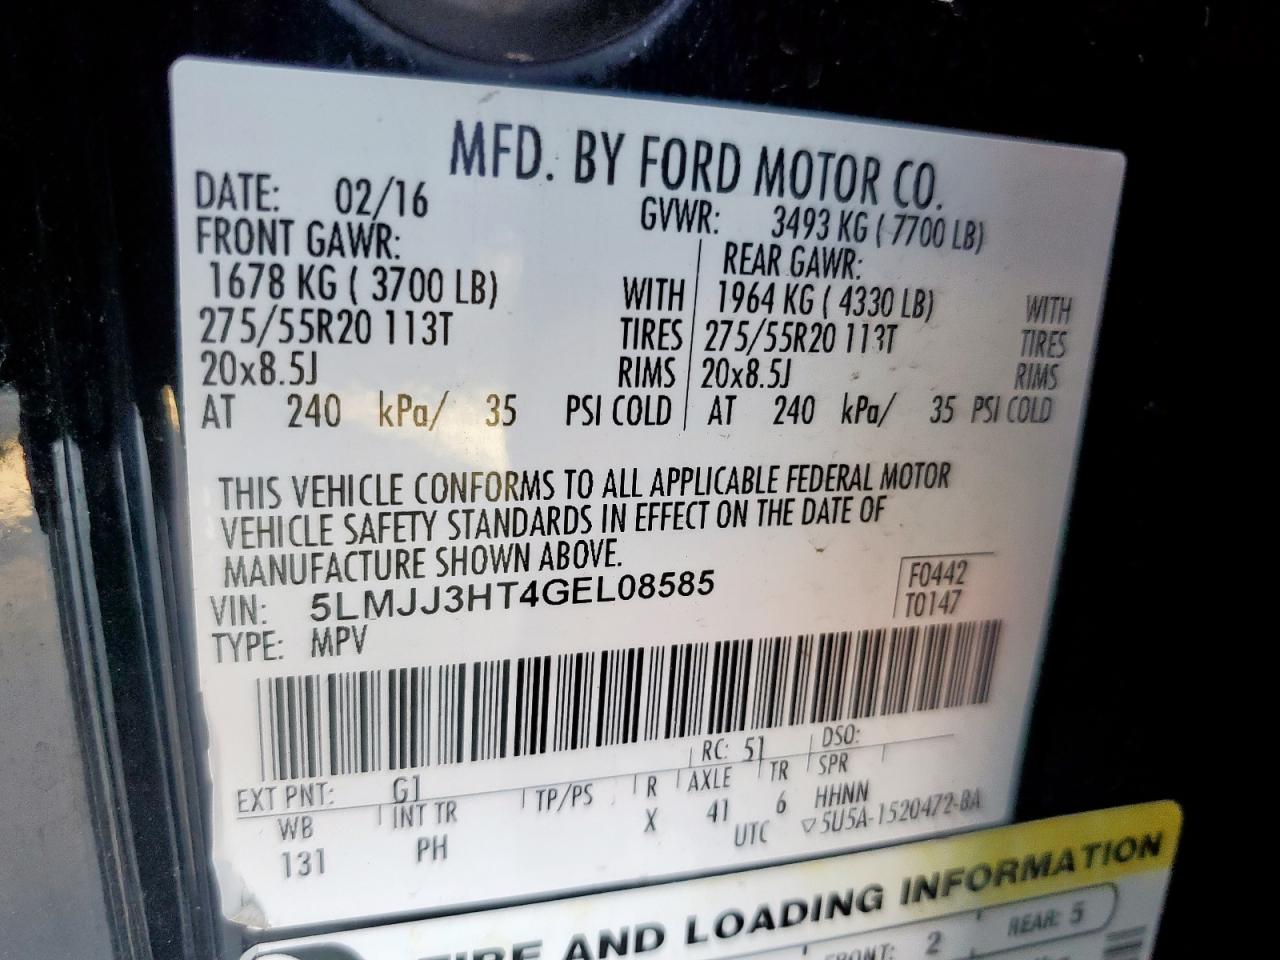 MFD. BY FORD MOTOR CO.
DATE: 02/16 GVWR: 3493 KG ( 7700 LB)
FRONT GAWR: REAR GAWR:
1678 KG ( 3700 LB) WITH 1964 KG ( 4330 LB) WITH
275/55R20 113T TIRES 275/55R20 113T TIRES
20x8.5J RIMS 20x8.5J RIMS
AT 240 kPa/ 35 PSI COLD AT 240 kPa/ 35 PSI COLD
THIS VEHICLE CONFORMS TO ALL APPLICABLE FEDERAL MOTOR
VEHICLE SAFETY STANDARDS IN EFFECT ON THE DATE OF
MANUFACTURE SHOWN ABOVE.
VIN: 5LMJJ3HT4GEL08585 F0442
TYPE: MPV T0147
EXT PNT: G1 RC: 51 DSO:
WB INT TR TP/PS R AXLE TR SPR
131 PH X 41 6 HHNN
UTC ▽5U5A-1520472-BA
TIRE AND LOADING INFORMATION
FRONT: 2 REAR: 5